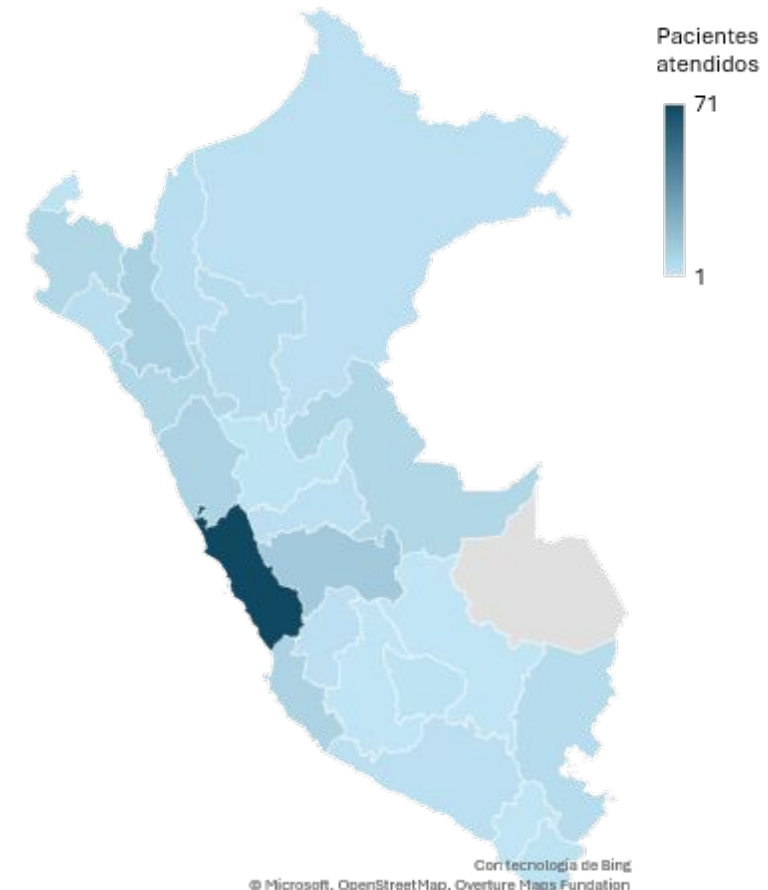 Pacientes
atendidos
71
1
Con tecnología de Bing
© Microsoft, OpenStreetMap, Overture Maps Fundation